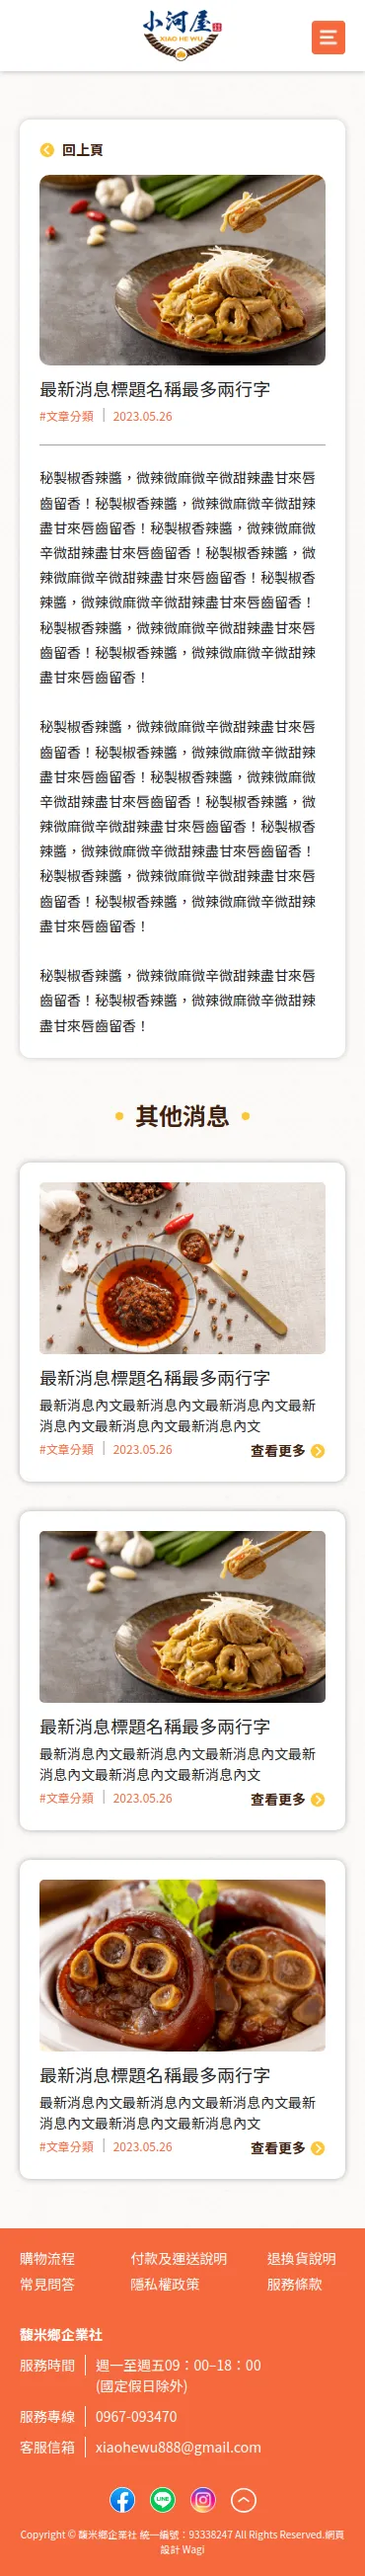 小河屋
XIAO HE WU
回上頁
最新消息標題名稱最多兩行字
#文章分類 | 2023.05.26
秘製椒香辣醬，微辣微麻微辛微甜辣盡甘來唇
齒留香！秘製椒香辣醬，微辣微麻微辛微甜辣
盡甘來唇齒留香！秘製椒香辣醬，微辣微麻微
辛微甜辣盡甘來唇齒留香！秘製椒香辣醬，微
辣微麻微辛微甜辣盡甘來唇齒留香！秘製椒香
辣醬，微辣微麻微辛微甜辣盡甘來唇齒留香！
秘製椒香辣醬，微辣微麻微辛微甜辣盡甘來唇
齒留香！秘製椒香辣醬，微辣微麻微辛微甜辣
盡甘來唇齒留香！
秘製椒香辣醬，微辣微麻微辛微甜辣盡甘來唇
齒留香！秘製椒香辣醬，微辣微麻微辛微甜辣
盡甘來唇齒留香！秘製椒香辣醬，微辣微麻微
辛微甜辣盡甘來唇齒留香！秘製椒香辣醬，微
辣微麻微辛微甜辣盡甘來唇齒留香！秘製椒香
辣醬，微辣微麻微辛微甜辣盡甘來唇齒留香！
秘製椒香辣醬，微辣微麻微辛微甜辣盡甘來唇
齒留香！秘製椒香辣醬，微辣微麻微辛微甜辣
盡甘來唇齒留香！
秘製椒香辣醬，微辣微麻微辛微甜辣盡甘來唇
齒留香！秘製椒香辣醬，微辣微麻微辛微甜辣
盡甘來唇齒留香！
其他消息
最新消息標題名稱最多兩行字
最新消息內文最新消息內文最新消息內文最新
消息內文最新消息內文最新消息內文
#文章分類 | 2023.05.26 查看更多
最新消息標題名稱最多兩行字
最新消息內文最新消息內文最新消息內文最新
消息內文最新消息內文最新消息內文
#文章分類 | 2023.05.26 查看更多
最新消息標題名稱最多兩行字
最新消息內文最新消息內文最新消息內文最新
消息內文最新消息內文最新消息內文
#文章分類 | 2023.05.26 查看更多
購物流程 付款及運送說明 退換貨說明
常見問答 隱私權政策 服務條款
馥米鄉企業社
服務時間 | 週一至週五09：00–18：00
(國定假日除外)
服務專線 | 0967-093470
客服信箱 | xiaohewu888@gmail.com
LINE
Copyright © 馥米鄉企業社 統一編號：93338247 All Rights Reserved.網頁
設計 Wagi